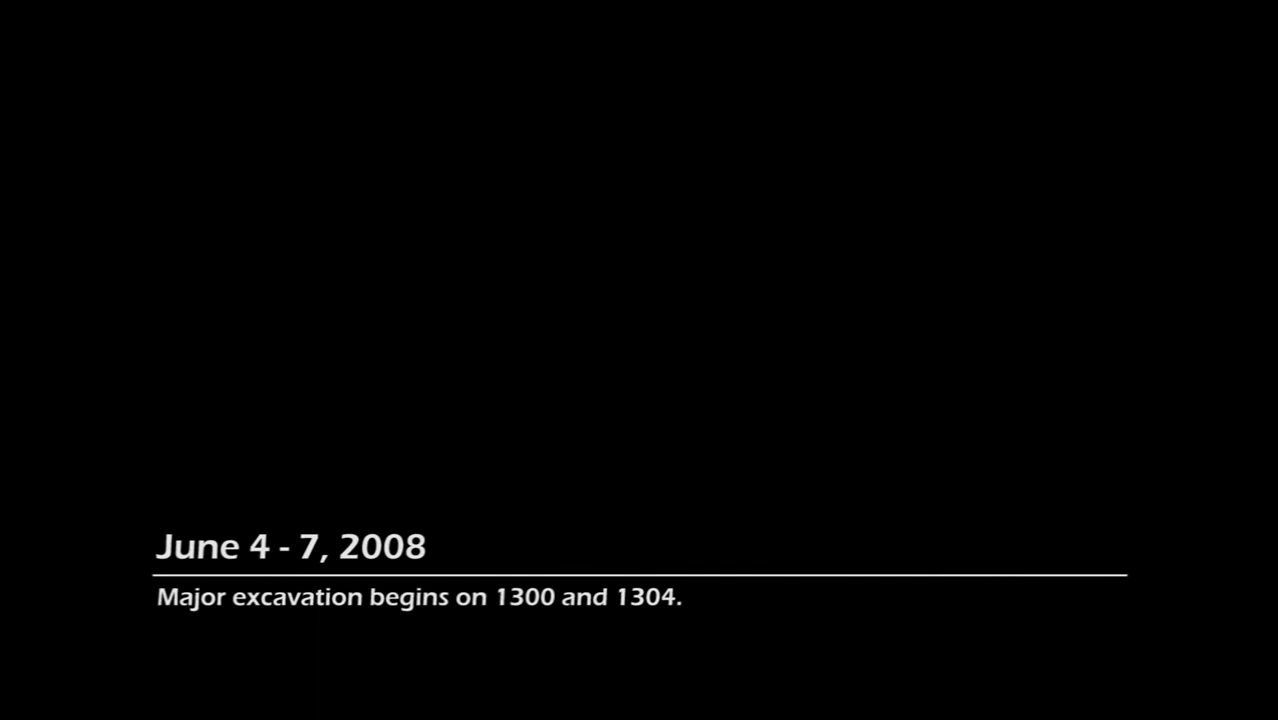 June 4 - 7, 2008
Major excavation begins on 1300 and 1304.